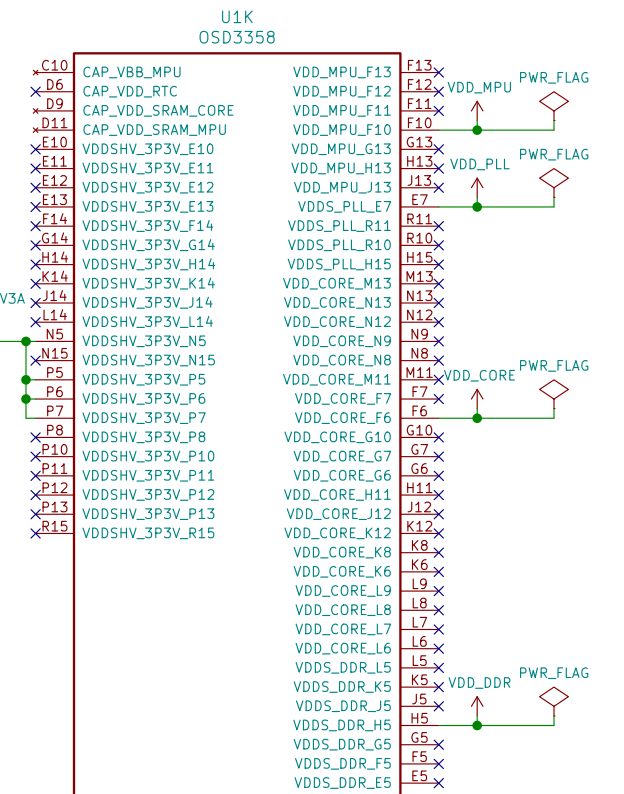 U1K
OSD3358
C10 CAP_VBB_MPU VDD_MPU_F13 F13
D6 CAP_VDD_RTC VDD_MPU_F12 F12 VDD_MPU PWR_FLAG
D9 CAP_VDD_SRAM_CORE VDD_MPU_F11 F11
D11 CAP_VDD_SRAM_MPU VDD_MPU_F10 F10
E10 VDDSHV_3P3V_E10 VDD_MPU_G13 G13
E11 VDDSHV_3P3V_E11 VDD_MPU_H13 H13 VDD_PLL PWR_FLAG
E12 VDDSHV_3P3V_E12 VDD_MPU_J13 J13
E13 VDDSHV_3P3V_E13 VDDS_PLL_E7 E7
F14 VDDSHV_3P3V_F14 VDDS_PLL_R11 R11
G14 VDDSHV_3P3V_G14 VDDS_PLL_R10 R10
H14 VDDSHV_3P3V_H14 VDDS_PLL_H15 H15
K14 VDDSHV_3P3V_K14 VDD_CORE_M13 M13
V3A J14 VDDSHV_3P3V_J14 VDD_CORE_N13 N13
L14 VDDSHV_3P3V_L14 VDD_CORE_N12 N12
N5 VDDSHV_3P3V_N5 VDD_CORE_N9 N9
N15 VDDSHV_3P3V_N15 VDD_CORE_N8 N8
P5 VDDSHV_3P3V_P5 VDD_CORE_M11 M11 VDD_CORE PWR_FLAG
P6 VDDSHV_3P3V_P6 VDD_CORE_F7 F7
P7 VDDSHV_3P3V_P7 VDD_CORE_F6 F6
P8 VDDSHV_3P3V_P8 VDD_CORE_G10 G10
P10 VDDSHV_3P3V_P10 VDD_CORE_G7 G7
P11 VDDSHV_3P3V_P11 VDD_CORE_G6 G6
P12 VDDSHV_3P3V_P12 VDD_CORE_H11 H11
P13 VDDSHV_3P3V_P13 VDD_CORE_J12 J12
R15 VDDSHV_3P3V_R15 VDD_CORE_K12 K12
VDD_CORE_K8 K8
VDD_CORE_K6 K6
VDD_CORE_L9 L9
VDD_CORE_L8 L8
VDD_CORE_L7 L7
VDD_CORE_L6 L6
VDDS_DDR_L5 L5
VDDS_DDR_K5 K5 VDD_DDR PWR_FLAG
VDDS_DDR_J5 J5
VDDS_DDR_H5 H5
VDDS_DDR_G5 G5
VDDS_DDR_F5 F5
VDDS_DDR_E5 E5